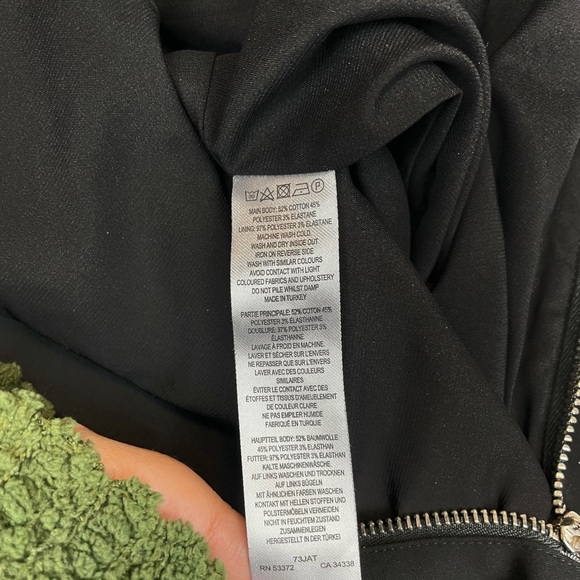 P
MAIN BODY: 52% COTTON 45%
POLYESTER 3% ELASTANE
LINING: 97% POLYESTER 3% ELASTANE
MACHINE WASH COLD
WASH AND DRY INSIDE OUT
IRON ON REVERSE SIDE
WASH WITH SIMILAR COLOURS
AVOID CONTACT WITH LIGHT
COLOURED FABRICS AND UPHOLSTERY
DO NOT PILE WHILST DAMP
MADE IN TURKEY
PARTIE PRINCIPALE: 52% COTON 45%
POLYESTER 3% ÉLASTHANNE
DOUBLURE: 97% POLYESTER 3%
ÉLASTHANNE
LAVAGE À FROID EN MACHINE.
LAVER ET SÉCHER SUR L'ENVERS
NE REPASSER SUR L'ENVERS
LAVER AVEC DES COULEURS
SIMILAIRES
ÉVITER LE CONTACT AVEC DES
ÉTOFFES ET TISSUS D'AMEUBLEMENT
DE COULEUR CLAIRE
NE PAS EMPILER HUMIDE
FABRIQUÉ EN TURQUIE
HAUPTTEIL BODY: 52% BAUMWOLLE
45% POLYESTER 3% ELASTHAN
FUTTER: 97% POLYESTER 3% ELASTHAN
KALTE MASCHINENWÄSCHE.
AUF LINKS WASCHEN UND TROCKNEN
AUF LINKS BÜGELN
MIT ÄHNLICHEN FARBEN WASCHEN
KONTAKT MIT HELLEN STOFFEN UND
POLSTERMÖBELN VERMEIDEN
NICHT IN FEUCHTEM ZUSTAND
ZUSAMMENLEGEN
HERGESTELLT IN DER TÜRKEI
73JAT
RN 53372 CA 34338